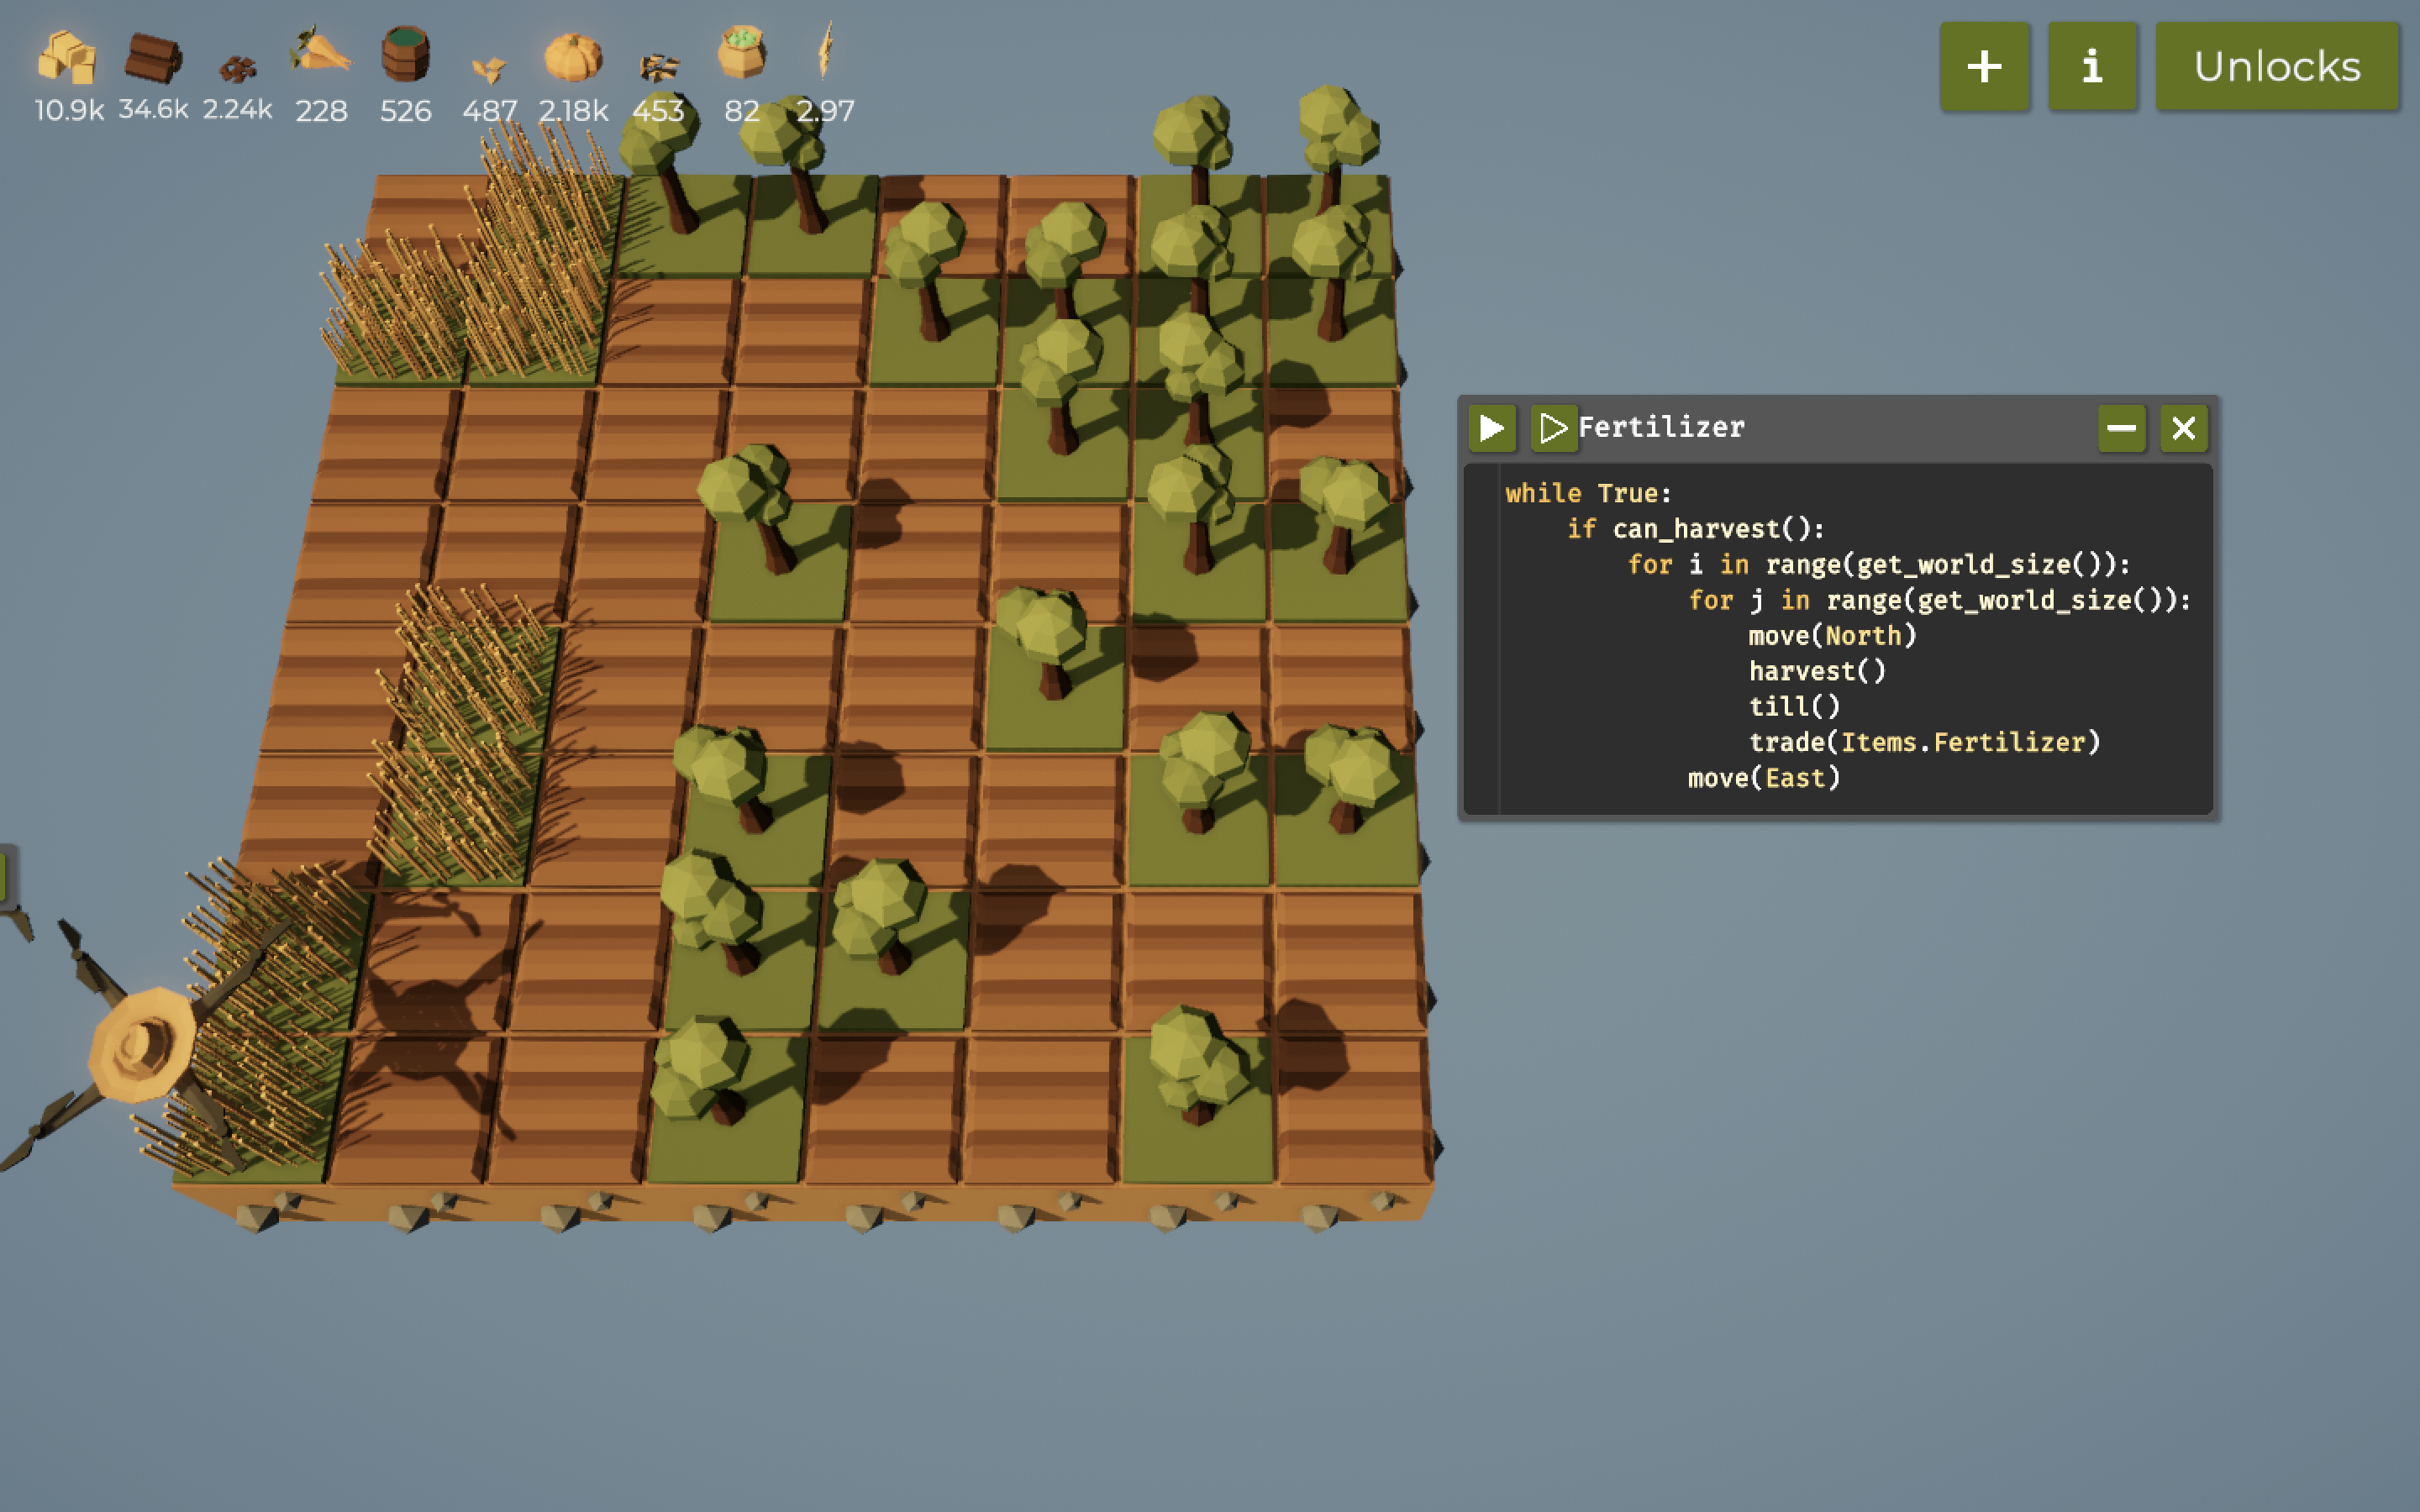 10.9k 34.6k 2.24k 228 526 487 2.18k 453 82 2.97
+ i Unlocks
Fertilizer
while True:
    if can_harvest():
        for i in range(get_world_size()):
            for j in range(get_world_size()):
                move(North)
                harvest()
                till()
                trade(Items.Fertilizer)
            move(East)